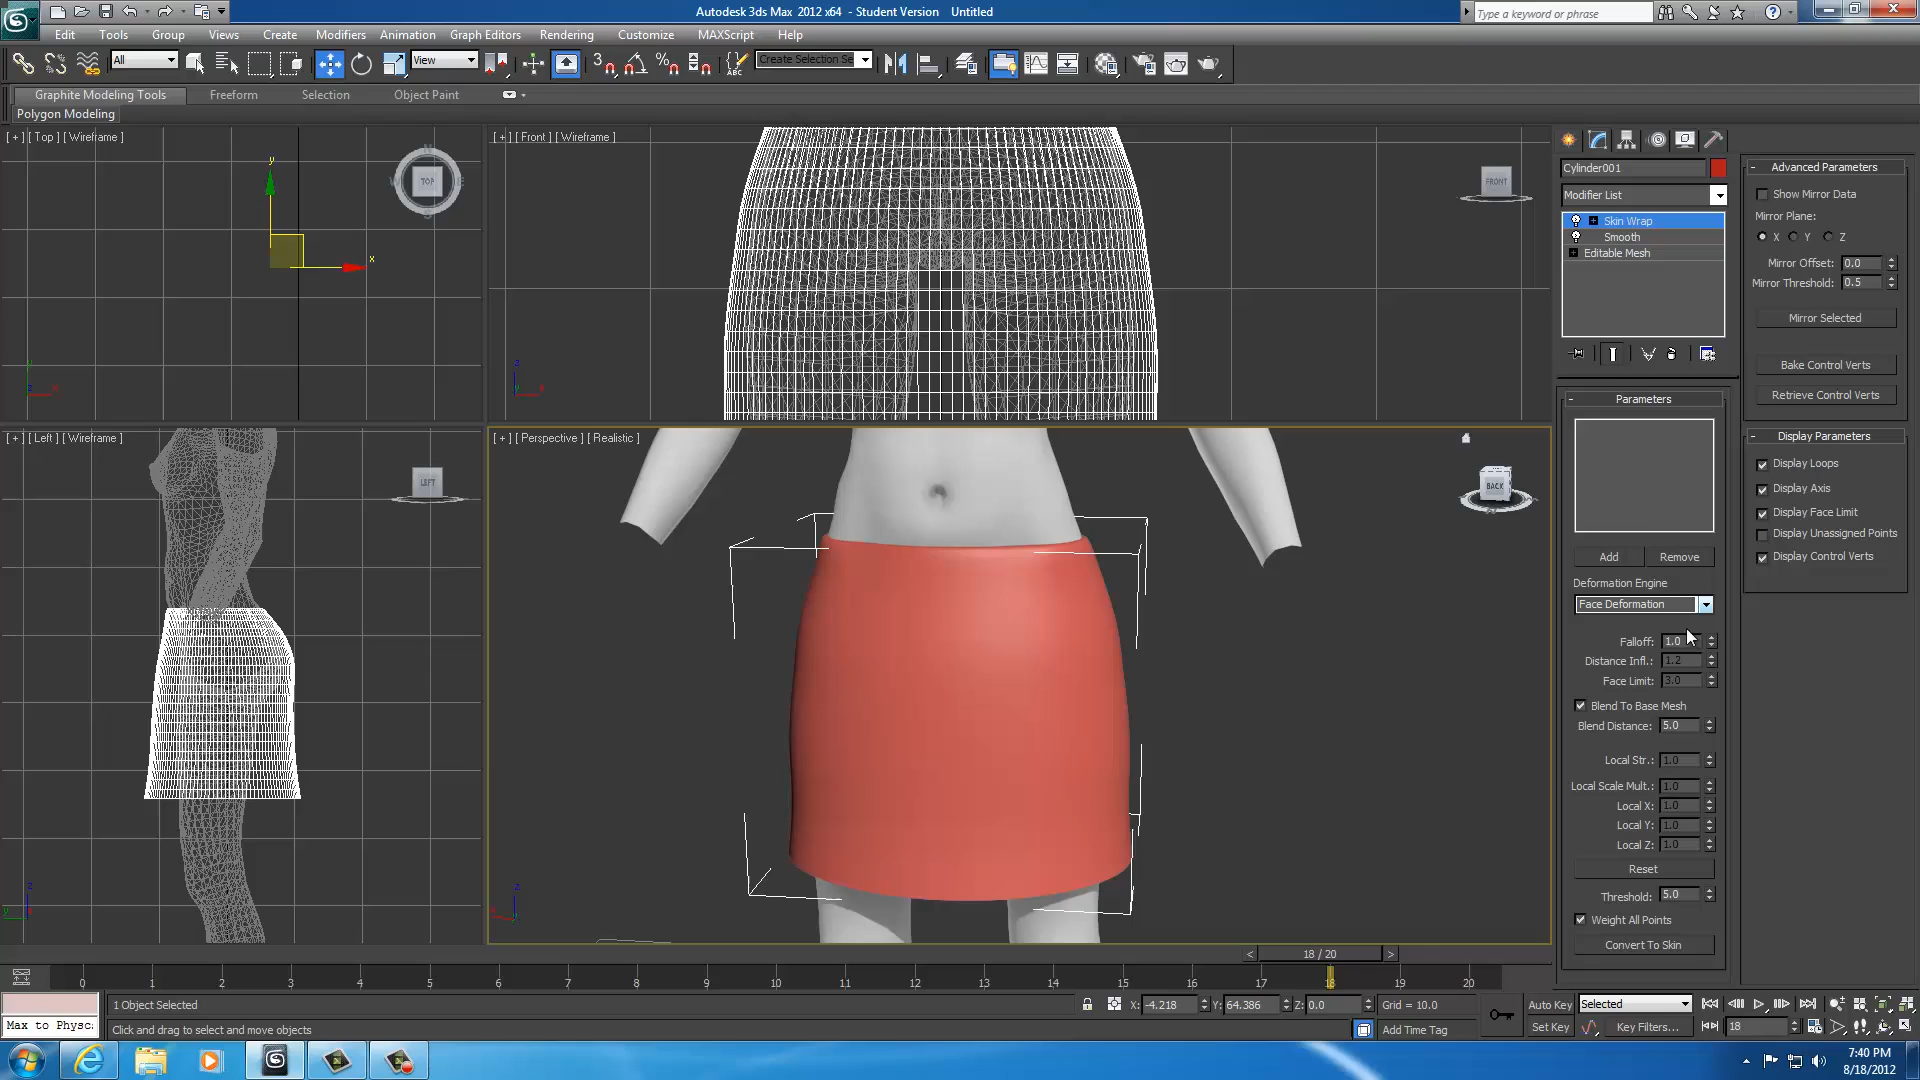 Autodesk 3ds Max 2012 x64 - Student Version Untitled
Type a keyword or phrase
Edit Tools Group Views Create Modifiers Animation Graph Editors Rendering Customize MAXScript Help
All View Create Selection Se
Graphite Modeling Tools Freeform Selection Object Paint
Polygon Modeling
[ + ] [ Top ] [ Wireframe ]
[ + ] [ Front ] [ Wireframe ]
TOP
FRONT
y
x
z
[ + ] [ Left ] [ Wireframe ]
[ + ] [ Perspective ] [ Realistic ]
LEFT
BACK
Cylinder001
Modifier List
Skin Wrap
Smooth
Editable Mesh
Parameters
Add Remove
Deformation Engine
Face Deformation
Falloff: 1.0
Distance Infl.: 1.2
Face Limit: 3.0
Blend To Base Mesh
Blend Distance: 5.0
Local Str.: 1.0
Local Scale Mult.: 1.0
Local X: 1.0
Local Y: 1.0
Local Z: 1.0
Reset
Threshold: 5.0
Weight All Points
Convert To Skin
Advanced Parameters
Show Mirror Data
Mirror Plane:
X Y Z
Mirror Offset: 0.0
Mirror Threshold: 0.5
Mirror Selected
Bake Control Verts
Retrieve Control Verts
Display Parameters
Display Loops
Display Axis
Display Face Limit
Display Unassigned Points
Display Control Verts
< 18 / 20 >
0 1 2 3 4 5 6 7 8 9 10 11 12 13 14 15 16 17 18 19 20
1 Object Selected
X: -4.218 Y: 64.386 Z: 0.0 Grid = 10.0
Auto Key Selected
Max to Physc:
Click and drag to select and move objects
Add Time Tag
Set Key Key Filters... 18
7:40 PM
8/18/2012